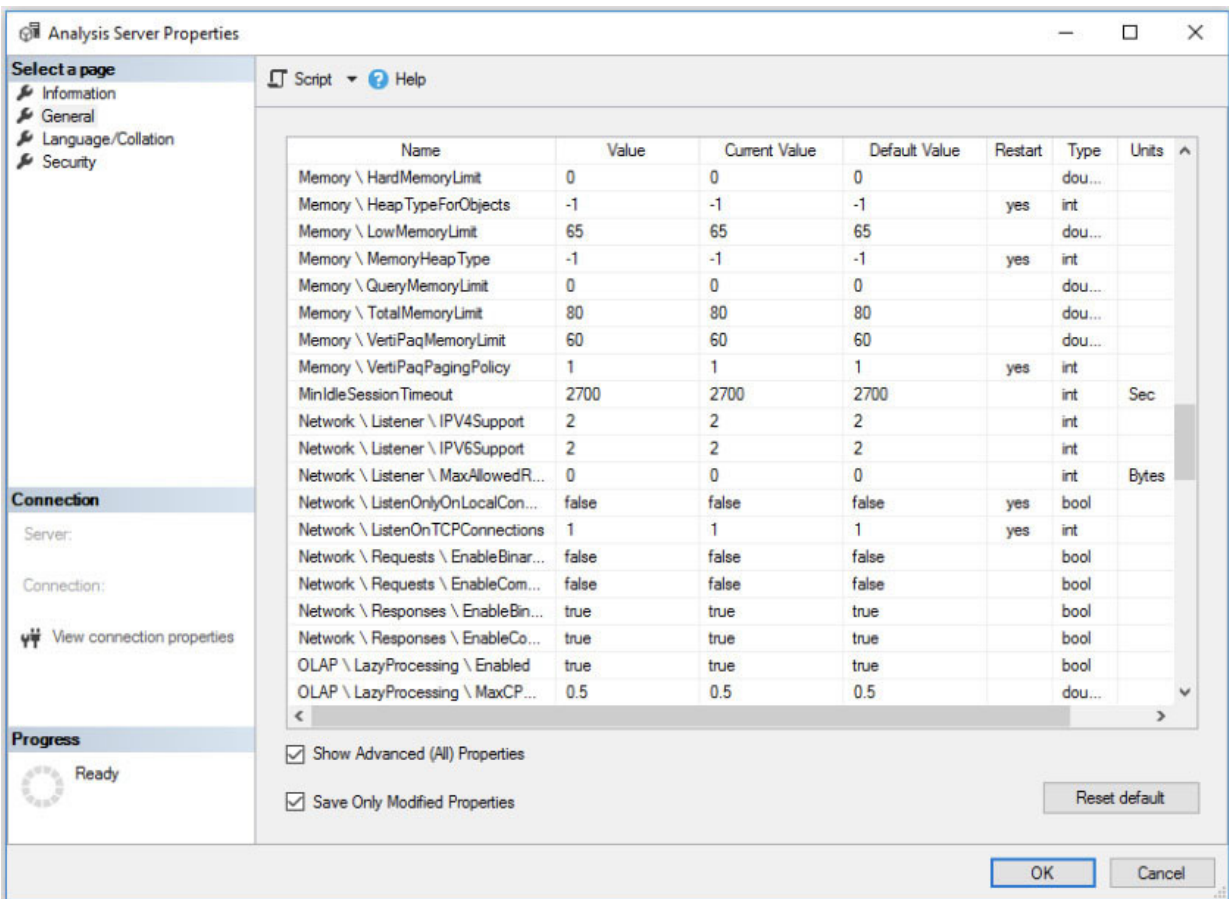 Analysis Server Properties
Select a page
Information
General
Language/Collation
Security
Connection
Server:
Connection:
View connection properties
Progress
Ready
Script Help
Name Value Current Value Default Value Restart Type Units
Memory \ HardMemoryLimit 0 0 0 dou...
Memory \ HeapTypeForObjects -1 -1 -1 yes int
Memory \ LowMemoryLimit 65 65 65 dou...
Memory \ MemoryHeapType -1 -1 -1 yes int
Memory \ QueryMemoryLimit 0 0 0 dou...
Memory \ TotalMemoryLimit 80 80 80 dou...
Memory \ VertiPaqMemoryLimit 60 60 60 dou...
Memory \ VertiPaqPagingPolicy 1 1 1 yes int
MinIdleSessionTimeout 2700 2700 2700 int Sec
Network \ Listener \ IPV4Support 2 2 2 int
Network \ Listener \ IPV6Support 2 2 2 int
Network \ Listener \ MaxAllowedR... 0 0 0 int Bytes
Network \ ListenOnlyOnLocalCon... false false false yes bool
Network \ ListenOnTCPConnections 1 1 1 yes int
Network \ Requests \ EnableBinar... false false false bool
Network \ Requests \ EnableCom... false false false bool
Network \ Responses \ EnableBin... true true true bool
Network \ Responses \ EnableCo... true true true bool
OLAP \ LazyProcessing \ Enabled true true true bool
OLAP \ LazyProcessing \ MaxCP... 0.5 0.5 0.5 dou...
Show Advanced (All) Properties
Save Only Modified Properties
Reset default
OK Cancel